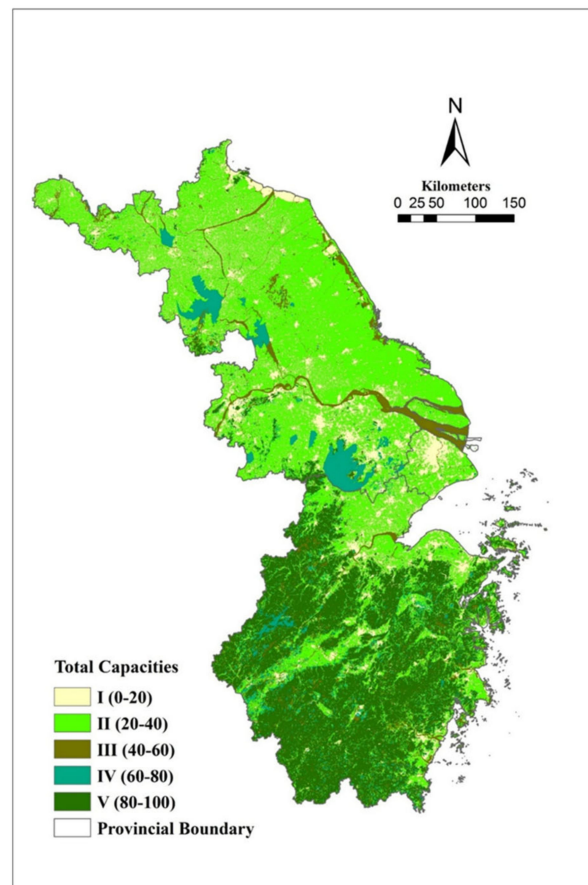 N
Kilometers
0 25 50 100 150
Total Capacities
I (0-20)
II (20-40)
III (40-60)
IV (60-80)
V (80-100)
Provincial Boundary